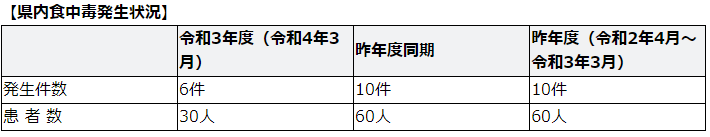 【県内食中毒発生状況】
令和3年度（令和4年3
月）
昨年度同期
昨年度（令和2年4月～
令和3年3月）
発生件数
6件
10件
10件
患 者 数
30人
60人
60人